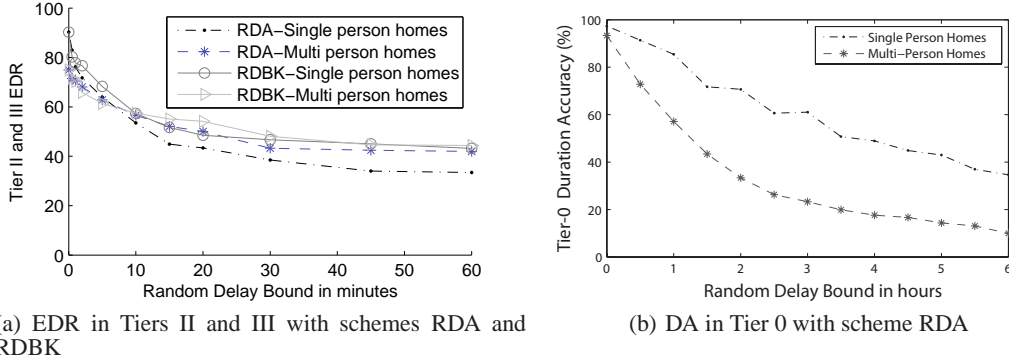 100
80
60
40
20
0
Tier II and III EDR
RDA−Single person homes
RDA−Multi person homes
RDBK−Single person homes
RDBK−Multi person homes
0 10 20 30 40 50 60
Random Delay Bound in minutes
(a) EDR in Tiers II and III with schemes RDA and
RDBK
100
80
60
40
20
0
Tier-0 Duration Accuracy (%)
Single Person Homes
Multi-Person Homes
0 1 2 3 4 5 6
Random Delay Bound in hours
(b) DA in Tier 0 with scheme RDA